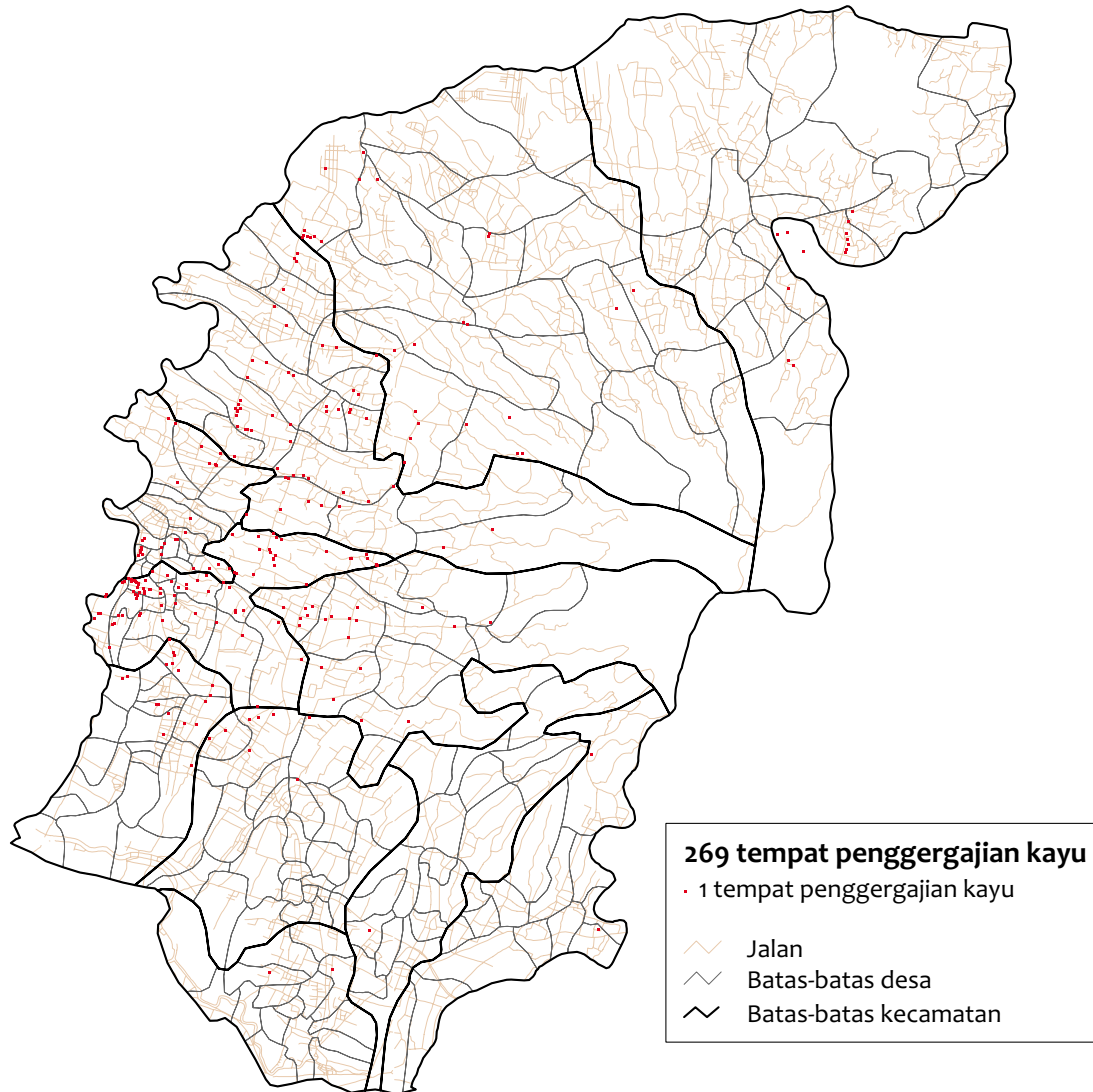 269 tempat penggergajian kayu
1 tempat penggergajian kayu
Jalan
Batas-batas desa
Batas-batas kecamatan